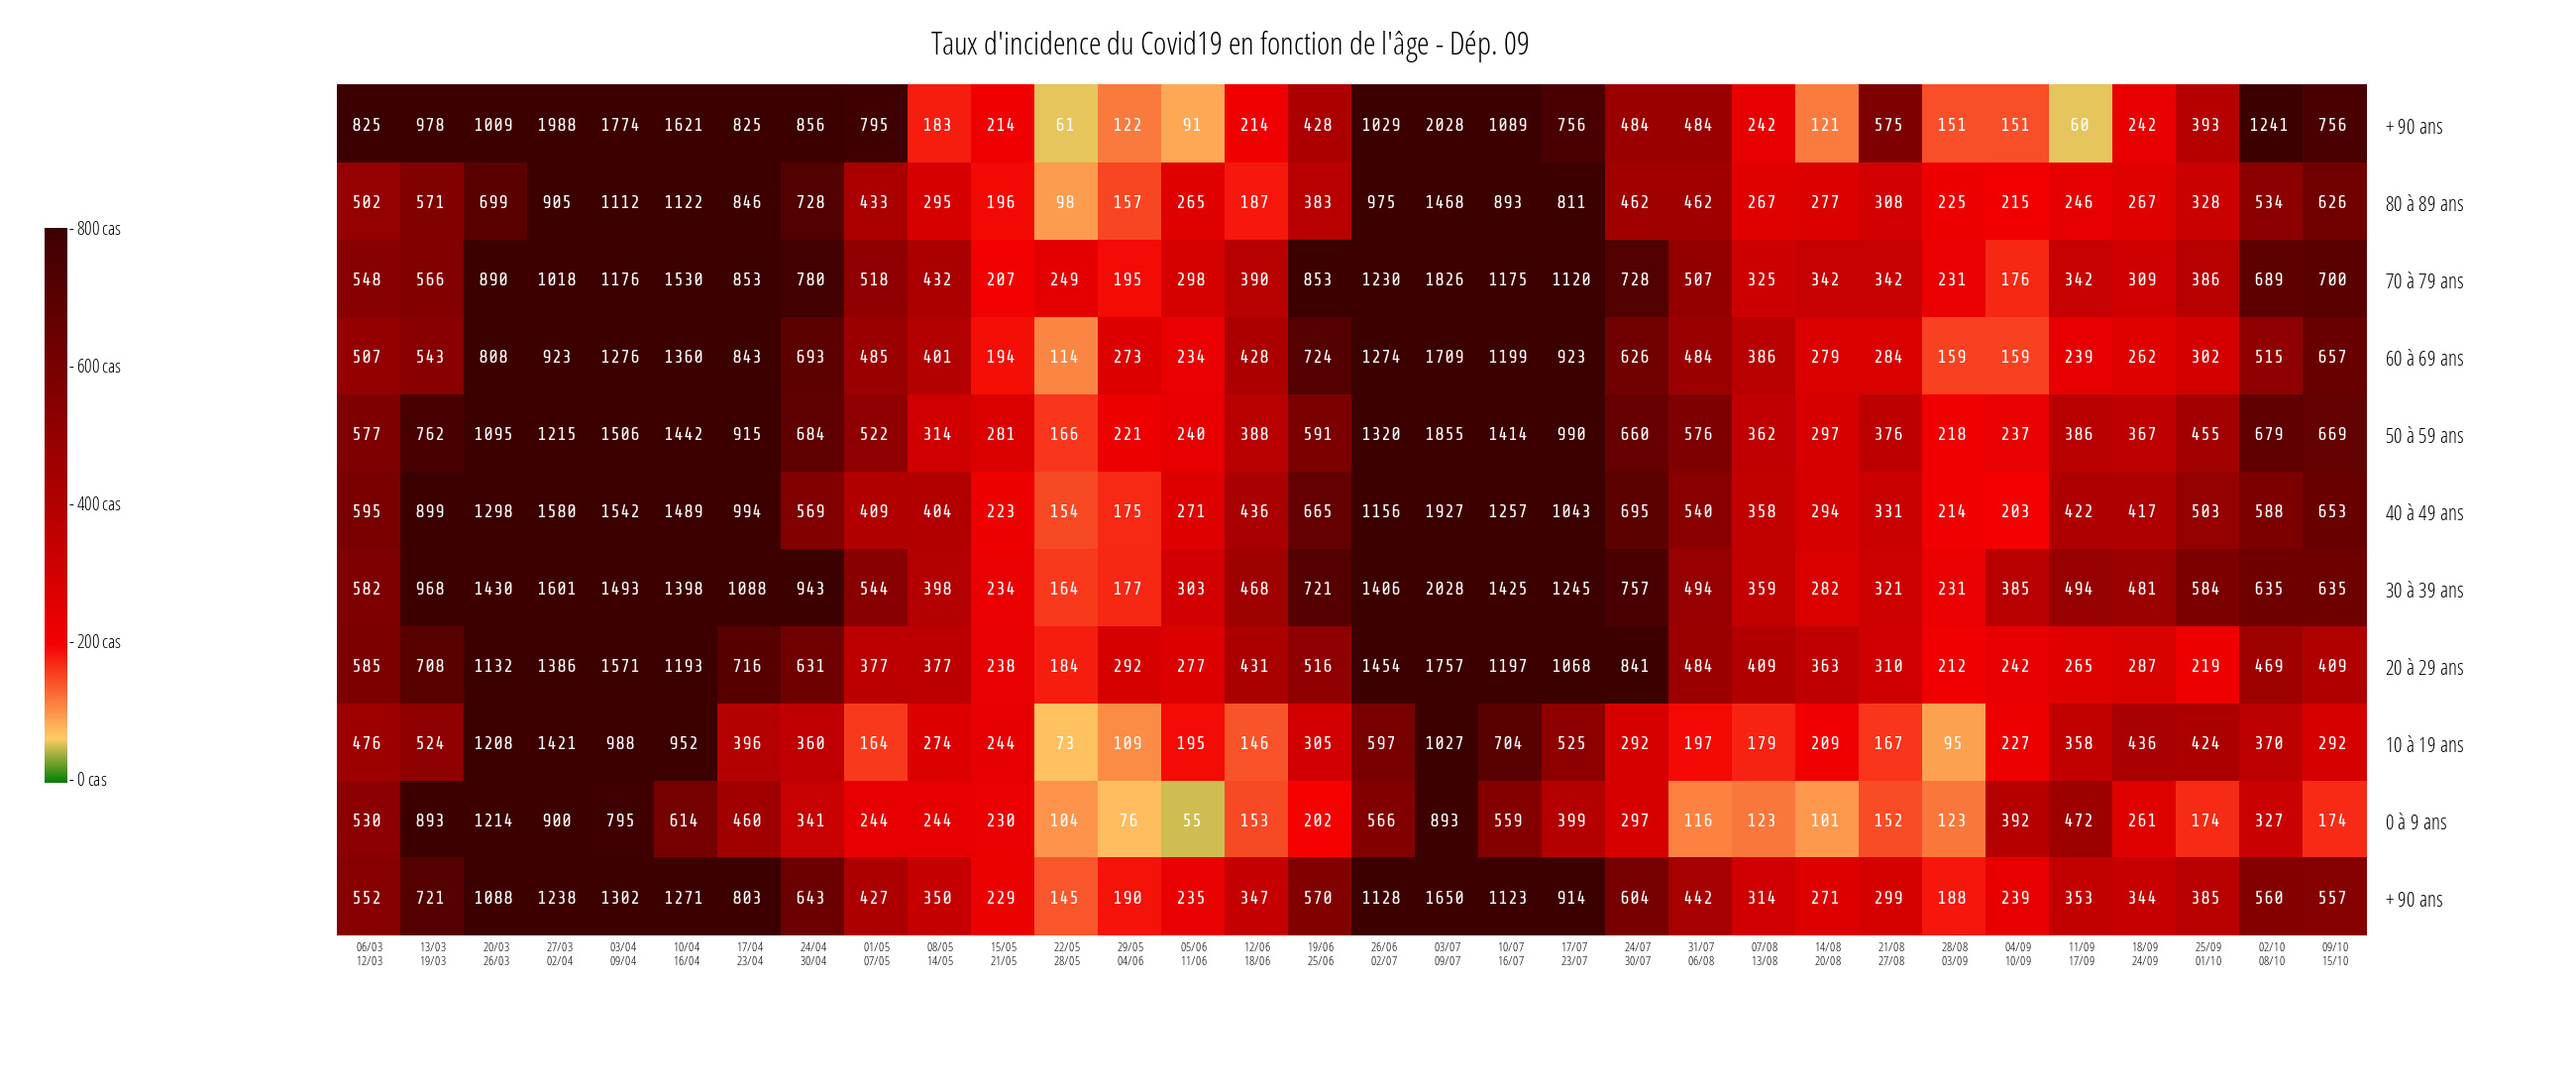 Taux d'incidence du Covid19 en fonction de l'âge - Dép. 09
825 978 1009 1988 1774 1621 825 856 795 183 214 61 122 91 214 428 1029 2028 1089 756 484 484 242 121 575 151 151 60 242 393 1241 756 + 90 ans
502 571 699 905 1112 1122 846 728 433 295 196 98 157 265 187 383 975 1468 893 811 462 462 267 277 308 225 215 246 267 328 534 626 80 à 89 ans
- 800 cas
548 566 890 1018 1176 1530 853 780 518 432 207 249 195 298 390 853 1230 1826 1175 1120 728 507 325 342 342 231 176 342 309 386 689 700 70 à 79 ans
507 543 808 923 1276 1360 843 693 485 401 194 114 273 234 428 724 1274 1709 1199 923 626 484 386 279 284 159 159 239 262 302 515 657 60 à 69 ans
- 600 cas
577 762 1095 1215 1506 1442 915 684 522 314 281 166 221 240 388 591 1320 1855 1414 990 660 576 362 297 376 218 237 386 367 455 679 669 50 à 59 ans
- 400 cas
595 899 1298 1580 1542 1489 994 569 409 404 223 154 175 271 436 665 1156 1927 1257 1043 695 540 358 294 331 214 203 422 417 503 588 653 40 à 49 ans
582 968 1430 1601 1493 1398 1088 943 544 398 234 164 177 303 468 721 1406 2028 1425 1245 757 494 359 282 321 231 385 494 481 584 635 635 30 à 39 ans
- 200 cas
585 708 1132 1386 1571 1193 716 631 377 377 238 184 292 277 431 516 1454 1757 1197 1068 841 484 409 363 310 212 242 265 287 219 469 409 20 à 29 ans
476 524 1208 1421 988 952 396 360 164 274 244 73 109 195 146 305 597 1027 704 525 292 197 179 209 167 95 227 358 436 424 370 292 10 à 19 ans
- 0 cas
530 893 1214 900 795 614 460 341 244 244 230 104 76 55 153 202 566 893 559 399 297 116 123 101 152 123 392 472 261 174 327 174 0 à 9 ans
552 721 1088 1238 1302 1271 803 643 427 350 229 145 190 235 347 570 1128 1650 1123 914 604 442 314 271 299 188 239 353 344 385 560 557 + 90 ans
06/03 13/03 20/03 27/03 03/04 10/04 17/04 24/04 01/05 08/05 15/05 22/05 29/05 05/06 12/06 19/06 26/06 03/07 10/07 17/07 24/07 31/07 07/08 14/08 21/08 28/08 04/09 11/09 18/09 25/09 02/10 09/10
12/03 19/03 26/03 02/04 09/04 16/04 23/04 30/04 07/05 14/05 21/05 28/05 04/06 11/06 18/06 25/06 02/07 09/07 16/07 23/07 30/07 06/08 13/08 20/08 27/08 03/09 10/09 17/09 24/09 01/10 08/10 15/10